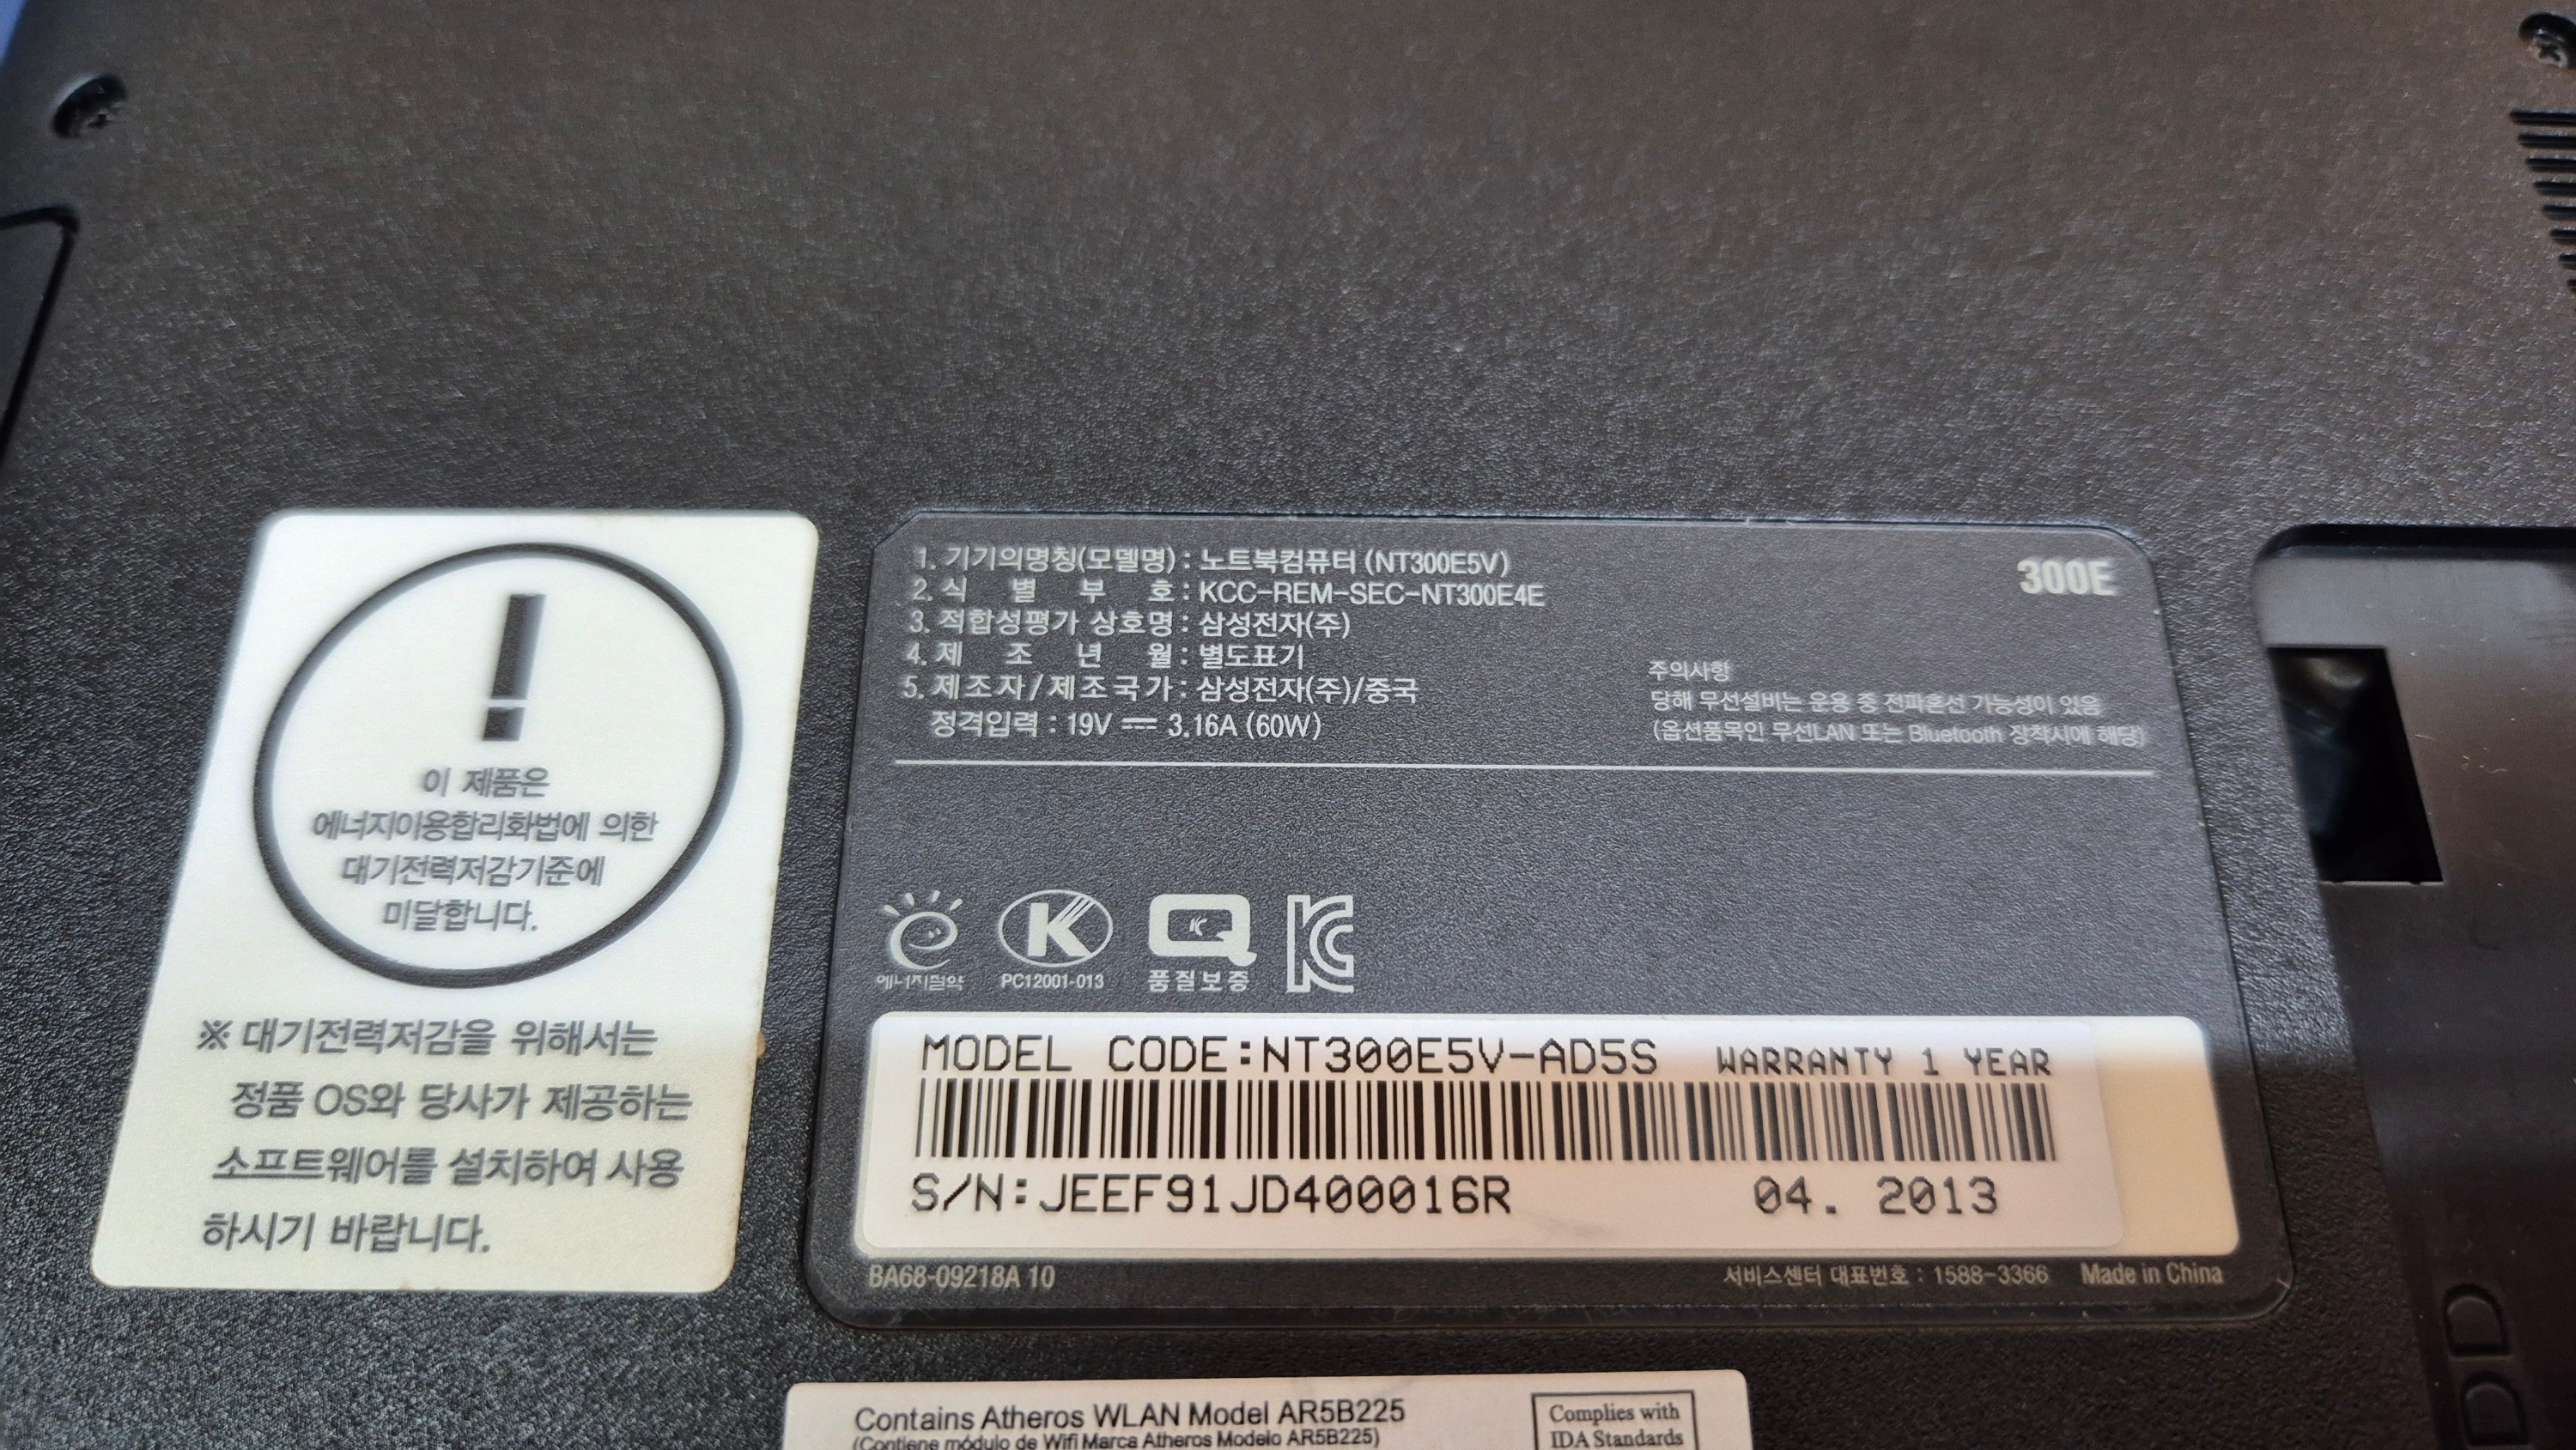 !
이 제품은
에너지이용합리화법에 의한
대기전력저감기준에
미달합니다.
※ 대기전력저감을 위해서는
정품 OS와 당사가 제공하는
소프트웨어를 설치하여 사용
하시기 바랍니다.
300E
1. 기기의명칭(모델명) : 노트북컴퓨터 (NT300E5V)
2. 식 별 부 호 : KCC-REM-SEC-NT300E4E
3. 적합성평가 상호명 : 삼성전자(주)
4. 제 조 년 월 : 별도표기
5. 제조자/제조국가 : 삼성전자(주)/중국
정격입력 : 19V ⎓ 3.16A (60W)
주의사항
당해 무선설비는 운용 중 전파혼선 가능성이 있음
(옵션품목인 무선LAN 또는 Bluetooth 장착시에 해당)
에너지절약
K
PC12001-013
Q
품질보증
KC
MODEL CODE:NT300E5V-AD5S WARRANTY 1 YEAR
S/N:JEEF91JD400016R 04. 2013
BA68-09218A 10 서비스센터 대표번호 : 1588-3366 Made in China
Contains Atheros WLAN Model AR5B225
(Contiene módulo de Wifi Marca Atheros Modelo AR5B225)
Complies with
IDA Standards